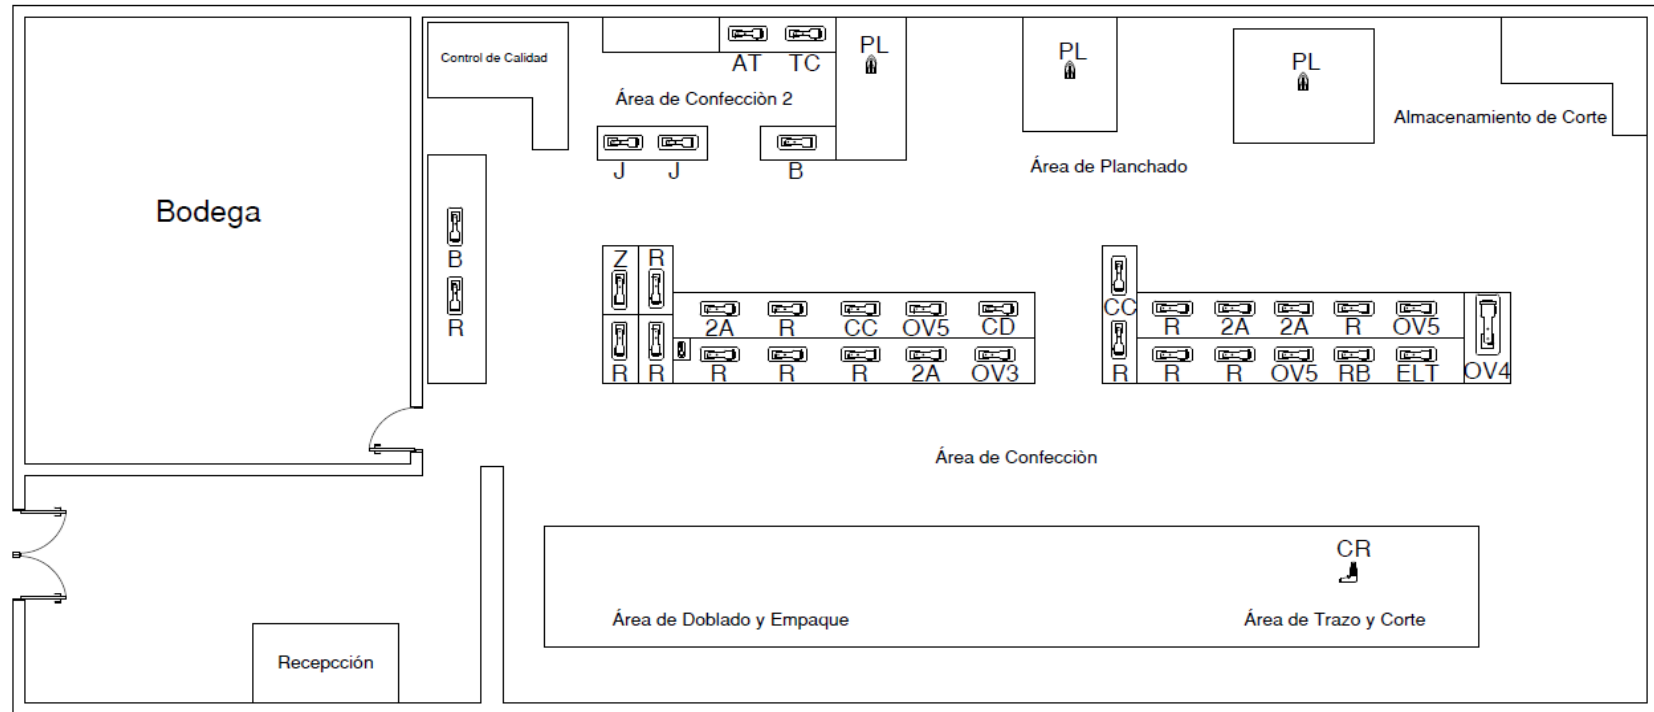 Control de Calidad
AT TC
PL
PL
PL
Área de Confecciòn 2
Almacenamiento de Corte
J J B
Área de Planchado
Bodega
B
R
Z R
2A R CC OV5 CD
R R R R R 2A OV3
CC
R 2A 2A R OV5
R R R OV5 RB ELT OV4
Área de Confecciòn
CR
Área de Doblado y Empaque
Área de Trazo y Corte
Recepcción